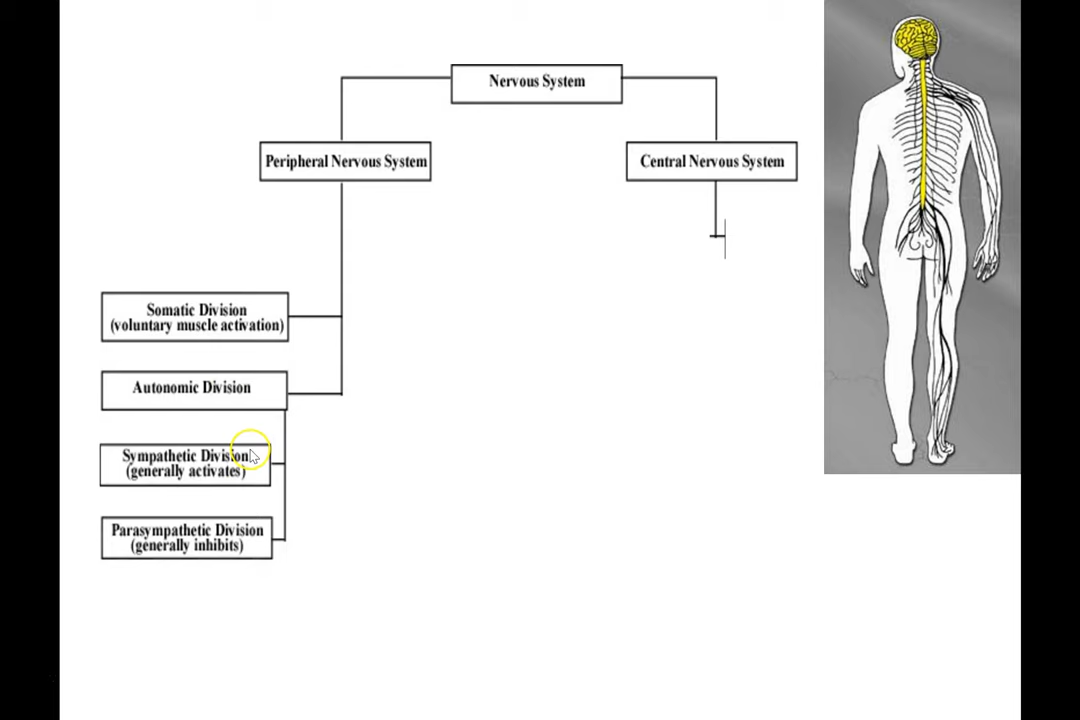 Nervous System
Peripheral Nervous System
Central Nervous System
Somatic Division
(voluntary muscle activation)
Autonomic Division
Sympathetic Division
(generally activates)
Parasympathetic Division
(generally inhibits)